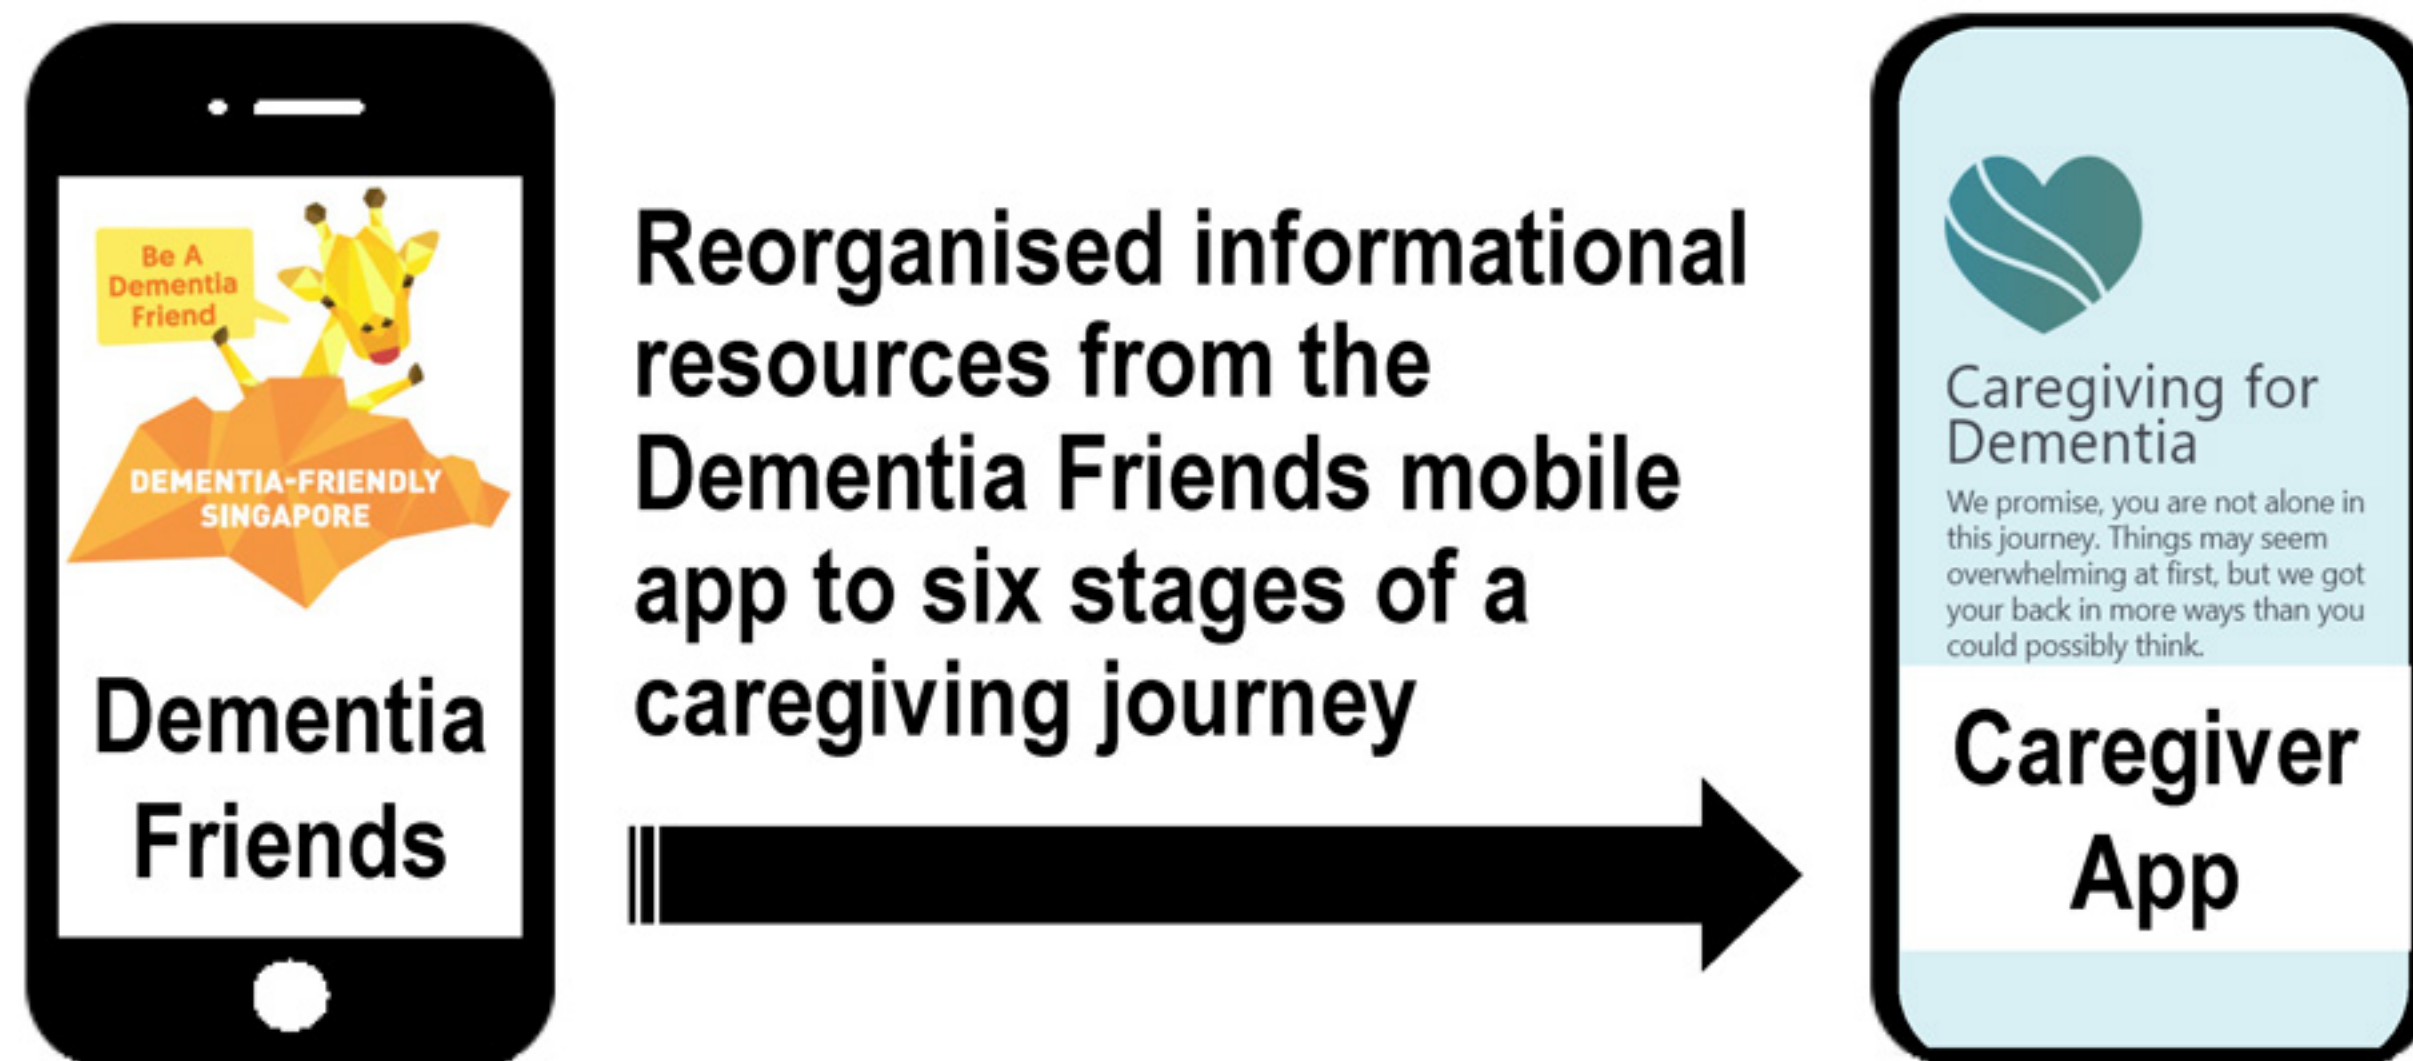 Be A
Dementia
Friend
DEMENTIA-FRIENDLY
SINGAPORE
Dementia
Friends
Reorganised informational
resources from the
Dementia Friends mobile
app to six stages of a
caregiving journey
Caregiving for
Dementia
We promise, you are not alone in
this journey. Things may seem
overwhelming at first, but we got
your back in more ways than you
could possibly think.
Caregiver
App